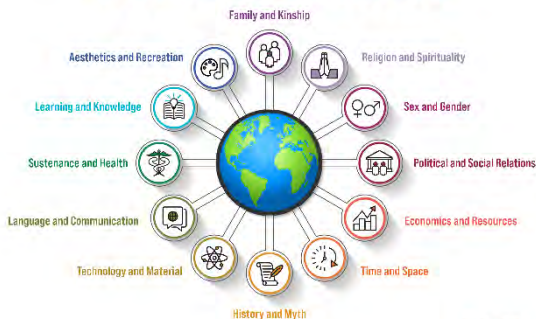 Family and Kinship
Aesthetics and Recreation
Religion and Spirituality
Learning and Knowledge
Sex and Gender
Sustenance and Health
Political and Social Relations
Language and Communication
Economics and Resources
Technology and Material
Time and Space
History and Myth